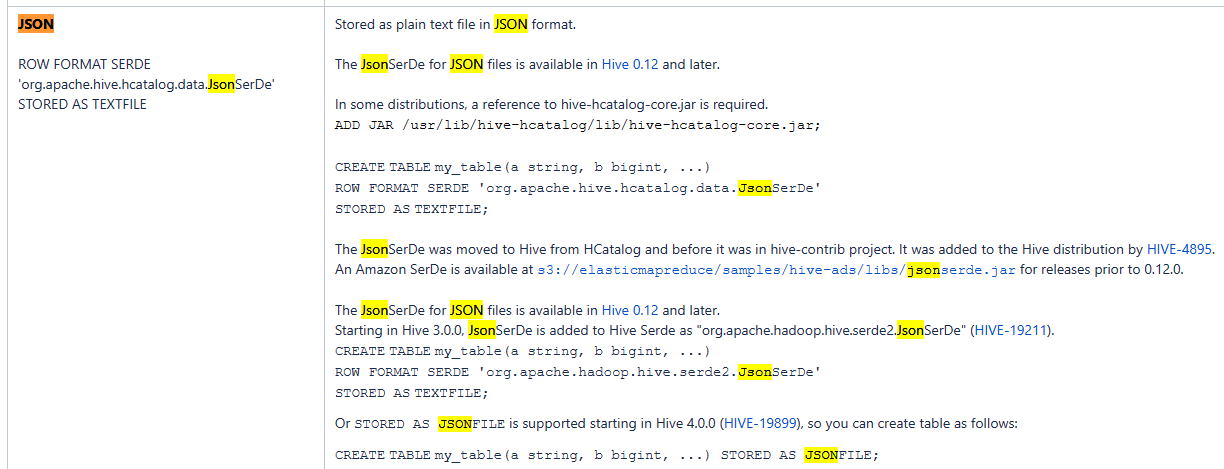 JSON
ROW FORMAT SERDE
'org.apache.hive.hcatalog.data.JsonSerDe'
STORED AS TEXTFILE
Stored as plain text file in JSON format.
The JsonSerDe for JSON files is available in Hive 0.12 and later.
In some distributions, a reference to hive-hcatalog-core.jar is required.
ADD JAR /usr/lib/hive-hcatalog/lib/hive-hcatalog-core.jar;
CREATE TABLE my_table(a string, b bigint, ...)
ROW FORMAT SERDE 'org.apache.hive.hcatalog.data.JsonSerDe'
STORED AS TEXTFILE;
The JsonSerDe was moved to Hive from HCatalog and before it was in hive-contrib project. It was added to the Hive distribution by HIVE-4895.
An Amazon SerDe is available at s3://elasticmapreduce/samples/hive-ads/libs/jsonserde.jar for releases prior to 0.12.0.
The JsonSerDe for JSON files is available in Hive 0.12 and later.
Starting in Hive 3.0.0, JsonSerDe is added to Hive Serde as "org.apache.hadoop.hive.serde2.JsonSerDe" (HIVE-19211).
CREATE TABLE my_table(a string, b bigint, ...)
ROW FORMAT SERDE 'org.apache.hadoop.hive.serde2.JsonSerDe'
STORED AS TEXTFILE;
Or STORED AS JSONFILE is supported starting in Hive 4.0.0 (HIVE-19899), so you can create table as follows:
CREATE TABLE my_table(a string, b bigint, ...) STORED AS JSONFILE;